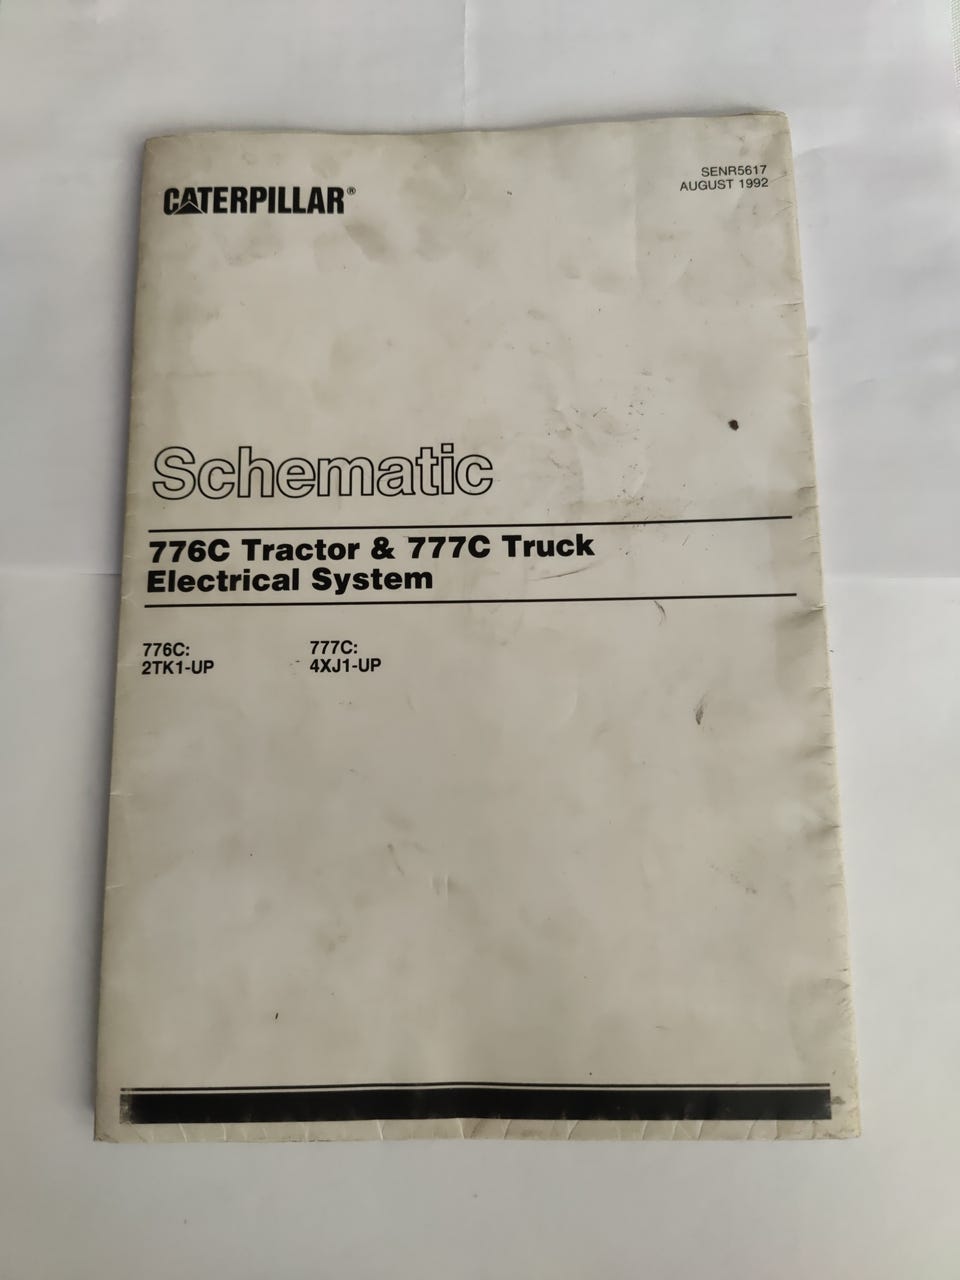 CATERPILLAR®
SENR5617
AUGUST 1992
Schematic
776C Tractor & 777C Truck
Electrical System
776C:
2TK1-UP
777C:
4XJ1-UP